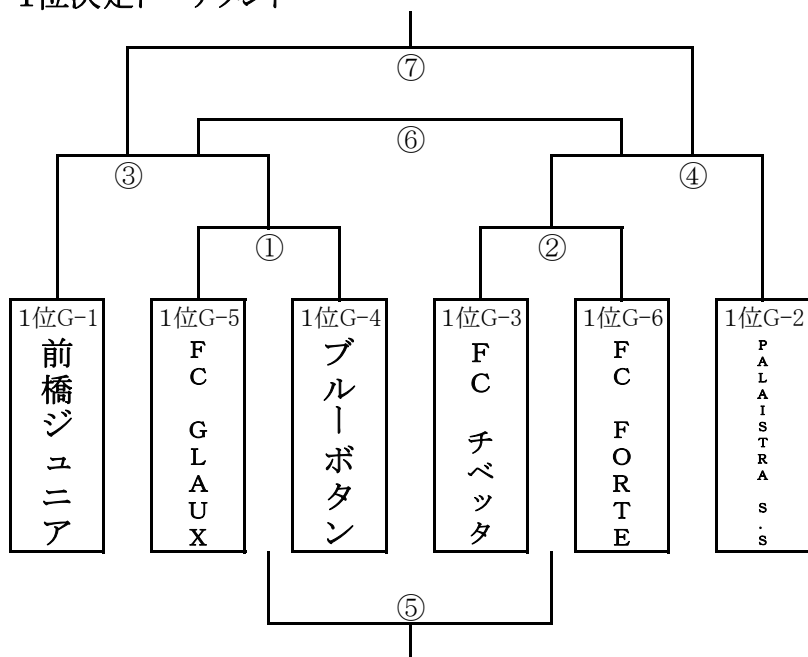 1位決定トーナメント
⑦
⑥
③
④
①
②
1位G-1
前橋ジュニア
1位G-5
FC GLAUX
1位G-4
ブルーボタン
1位G-3
FC チベッタ
1位G-6
FC FORTE
1位G-2
PALAISTRA S.S
⑤